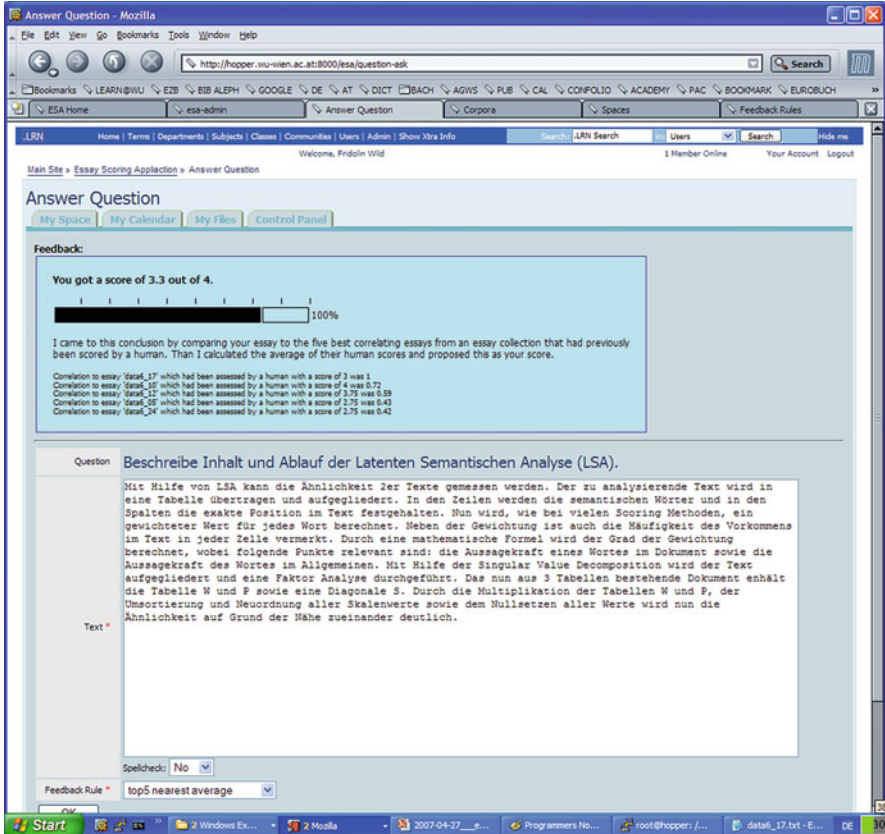 Answer Question - Mozilla
File Edit View Go Bookmarks Tools Window Help
http://hopper.wu-wien.ac.at:8000/esa/question-ask
Search
Bookmarks LEARN@WU EZB BIB ALEPH GOOGLE DE AT DICT BACH AGWS PUB CAL CONFOLIO ACADEMY PAC BOOKMARK EUROBUCH »
ESA Home esa-admin Answer Question Corpora Spaces Feedback Rules
.LRN Home | Terms | Departments | Subjects | Classes | Communities | Users | Admin | Show Xtra Info Search: .LRN Search in: Users Search Hide me
Welcome, Fridolin Wild 1 Member Online Your Account Logout
Main Site » Essay Scoring Applaction » Answer Question
Answer Question
My Space My Calendar My Files Control Panel
Feedback:
You got a score of 3.3 out of 4.
100%
I came to this conclusion by comparing your essay to the five best correlating essays from an essay collection that had previously
been scored by a human. Than I calculated the average of their human scores and proposed this as your score.
Correlation to essay 'data6_17' which had been assessed by a human with a score of 3 was 1
Correlation to essay 'data6_10' which had been assessed by a human with a score of 4 was 0.72
Correlation to essay 'data6_12' which had been assessed by a human with a score of 3.75 was 0.59
Correlation to essay 'data6_05' which had been assessed by a human with a score of 2.75 was 0.43
Correlation to essay 'data6_24' which had been assessed by a human with a score of 2.75 was 0.42
Question Beschreibe Inhalt und Ablauf der Latenten Semantischen Analyse (LSA).
Mit Hilfe von LSA kann die Ähnlichkeit 2er Texte gemessen werden. Der zu analysierende Text wird in
eine Tabelle übertragen und aufgegliedert. In den Zeilen werden die semantischen Wörter und in den
Spalten die exakte Position im Text festgehalten. Nun wird, wie bei vielen Scoring Methoden, ein
gewichteter Wert für jedes Wort berechnet. Neben der Gewichtung ist auch die Häufigkeit des Vorkommens
im Text in jeder Zelle vermerkt. Durch eine mathematische Formel wird der Grad der Gewichtung
berechnet, wobei folgende Punkte relevant sind: die Aussagekraft eines Wortes im Dokument sowie die
Aussagekraft des Wortes im Allgemeinen. Mit Hilfe der Singular Value Decomposition wird der Text
aufgegliedert und eine Faktor Analyse durchgeführt. Das nun aus 3 Tabellen bestehende Dokument enhält
die Tabelle W und P sowie eine Diagonale S. Durch die Multiplikation der Tabellen W und P, der
Umsortierung und Neuordnung aller Skalenwerte sowie dem Nullsetzen aller Werte wird nun die
Ähnlichkeit auf Grund der Nähe zueinander deutlich.
Text *
Spellcheck: No
Feedback Rule * top5 nearest average
OK
Start 2 Windows Ex... 2 Mozilla 2007-04-27___e... Programmers No... root@hopper: /... data6_17.txt - E... DE